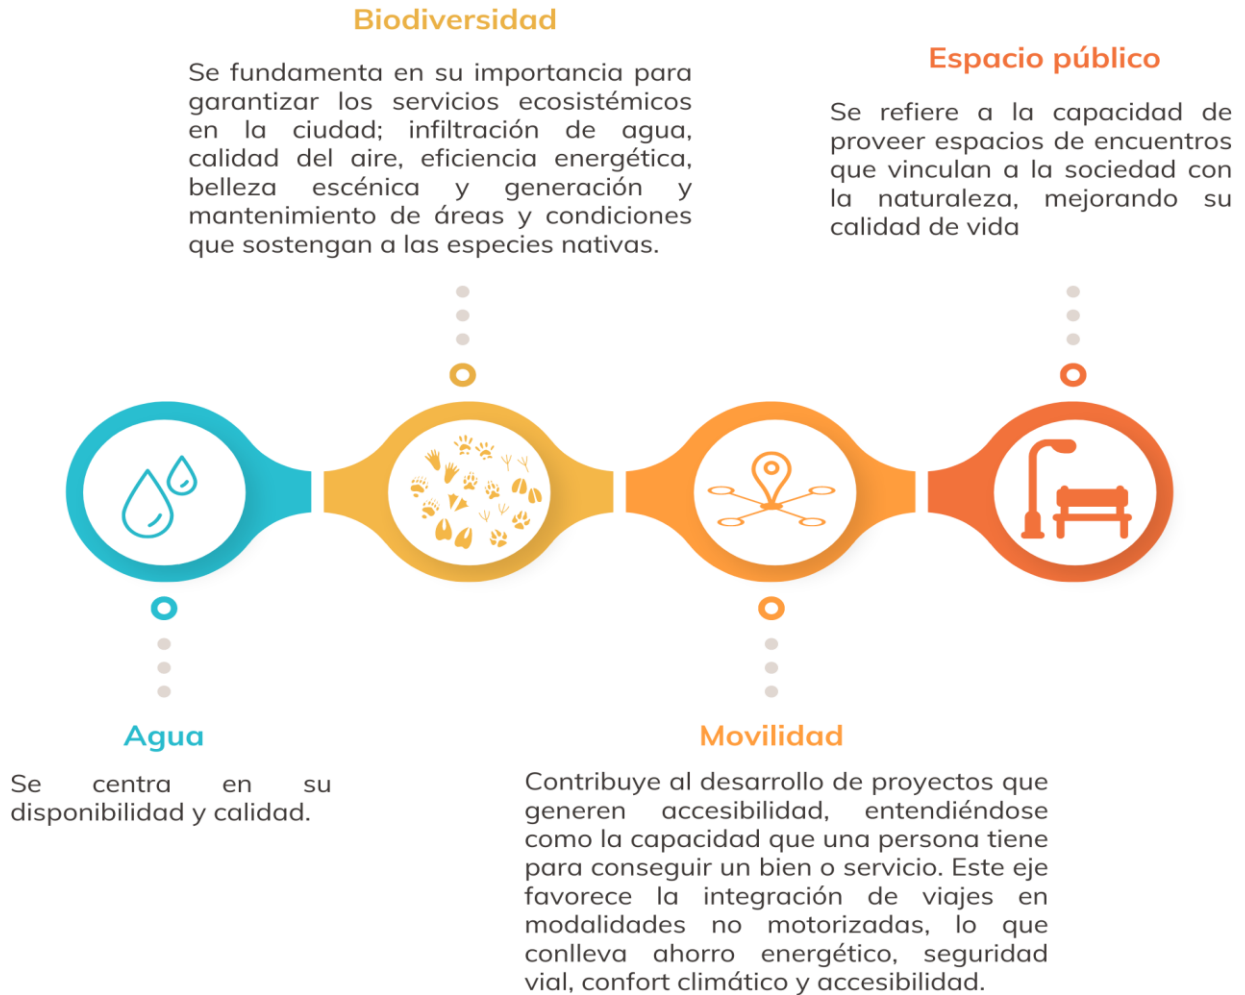 Biodiversidad
Se fundamenta en su importancia para
garantizar los servicios ecosistémicos
en la ciudad; infiltración de agua,
calidad del aire, eficiencia energética,
belleza escénica y generación y
mantenimiento de áreas y condiciones
que sostengan a las especies nativas.
Espacio público
Se refiere a la capacidad de
proveer espacios de encuentros
que vinculan a la sociedad con
la naturaleza, mejorando su
calidad de vida
Agua
Se centra en su
disponibilidad y calidad.
Movilidad
Contribuye al desarrollo de proyectos que
generen accesibilidad, entendiéndose
como la capacidad que una persona tiene
para conseguir un bien o servicio. Este eje
favorece la integración de viajes en
modalidades no motorizadas, lo que
conlleva ahorro energético, seguridad
vial, confort climático y accesibilidad.